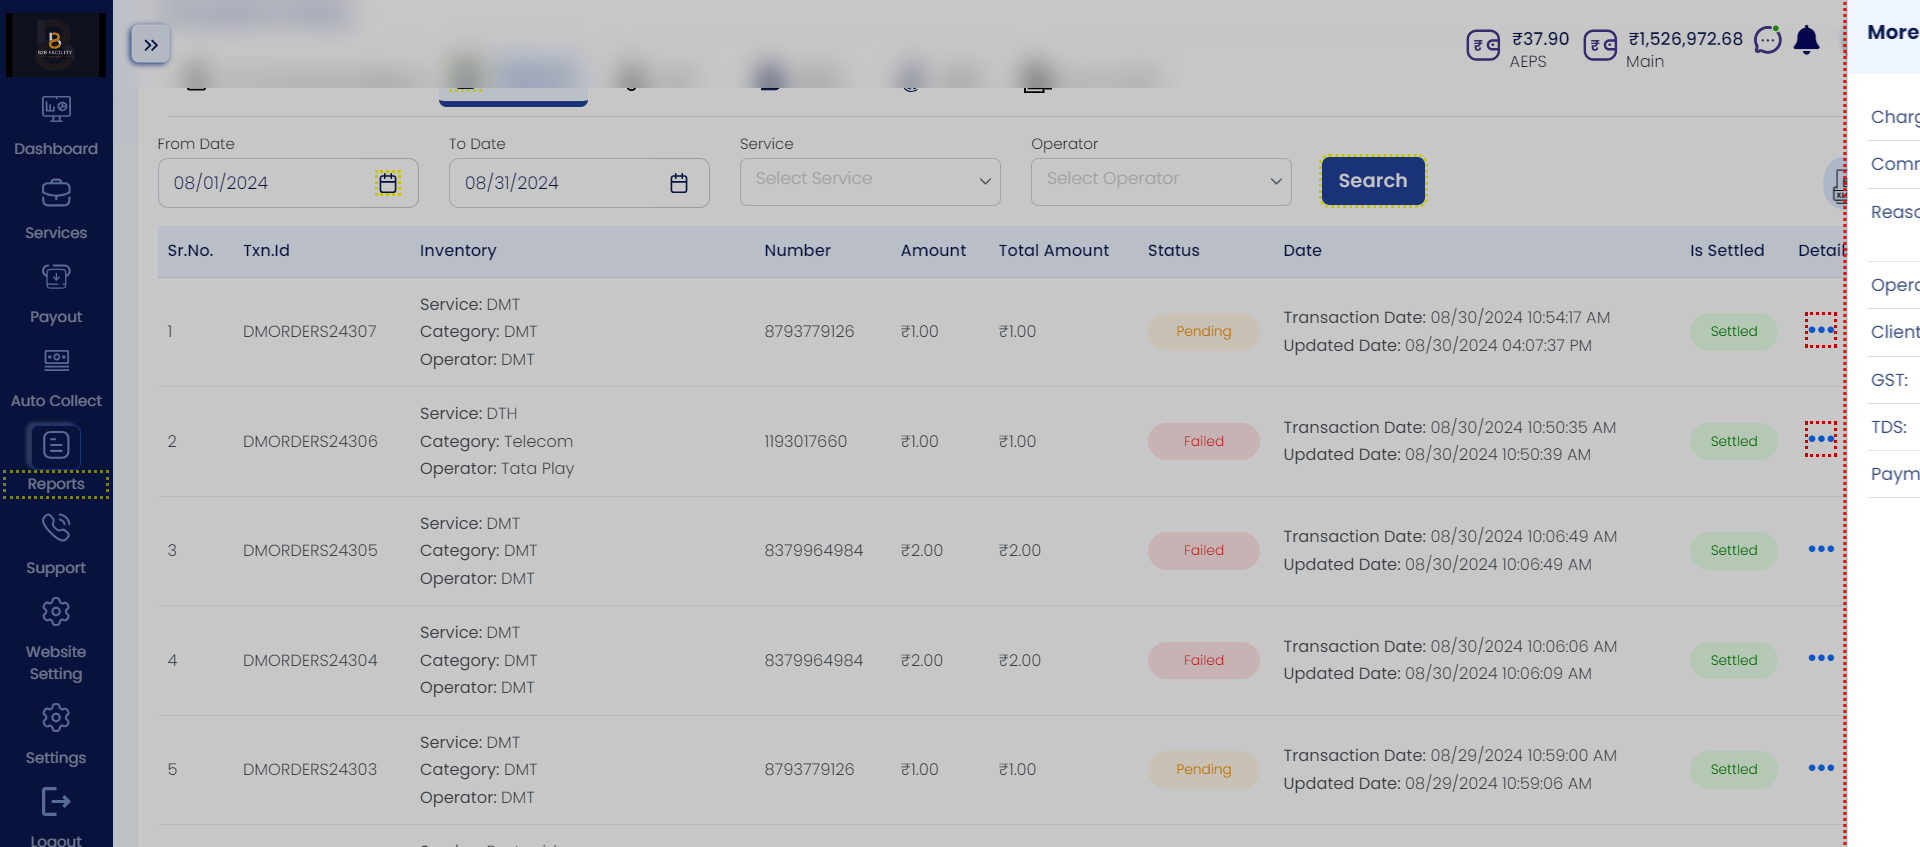 B2B FACILITY
₹37.90
AEPS
₹1,526,972.68
Main
More
Dashboard
Services
Payout
Auto Collect
Reports
Support
Website
Setting
Settings
Logout
From Date
To Date
Service
Operator
08/01/2024
08/31/2024
Select Service
Select Operator
Search
Sr.No. Txn.Id Inventory Number Amount Total Amount Status Date Is Settled Detail
1 DMORDERS24307 Service: DMT
Category: DMT
Operator: DMT
8793779126 ₹1.00 ₹1.00 Pending
Transaction Date: 08/30/2024 10:54:17 AM
Updated Date: 08/30/2024 04:07:37 PM
Settled
2 DMORDERS24306 Service: DTH
Category: Telecom
Operator: Tata Play
1193017660 ₹1.00 ₹1.00 Failed
Transaction Date: 08/30/2024 10:50:35 AM
Updated Date: 08/30/2024 10:50:39 AM
Settled
3 DMORDERS24305 Service: DMT
Category: DMT
Operator: DMT
8379964984 ₹2.00 ₹2.00 Failed
Transaction Date: 08/30/2024 10:06:49 AM
Updated Date: 08/30/2024 10:06:49 AM
Settled
4 DMORDERS24304 Service: DMT
Category: DMT
Operator: DMT
8379964984 ₹2.00 ₹2.00 Failed
Transaction Date: 08/30/2024 10:06:06 AM
Updated Date: 08/30/2024 10:06:09 AM
Settled
5 DMORDERS24303 Service: DMT
Category: DMT
Operator: DMT
8793779126 ₹1.00 ₹1.00 Pending
Transaction Date: 08/29/2024 10:59:00 AM
Updated Date: 08/29/2024 10:59:06 AM
Settled
Charg
Comm
Reaso
Opera
Client
GST:
TDS:
Paym